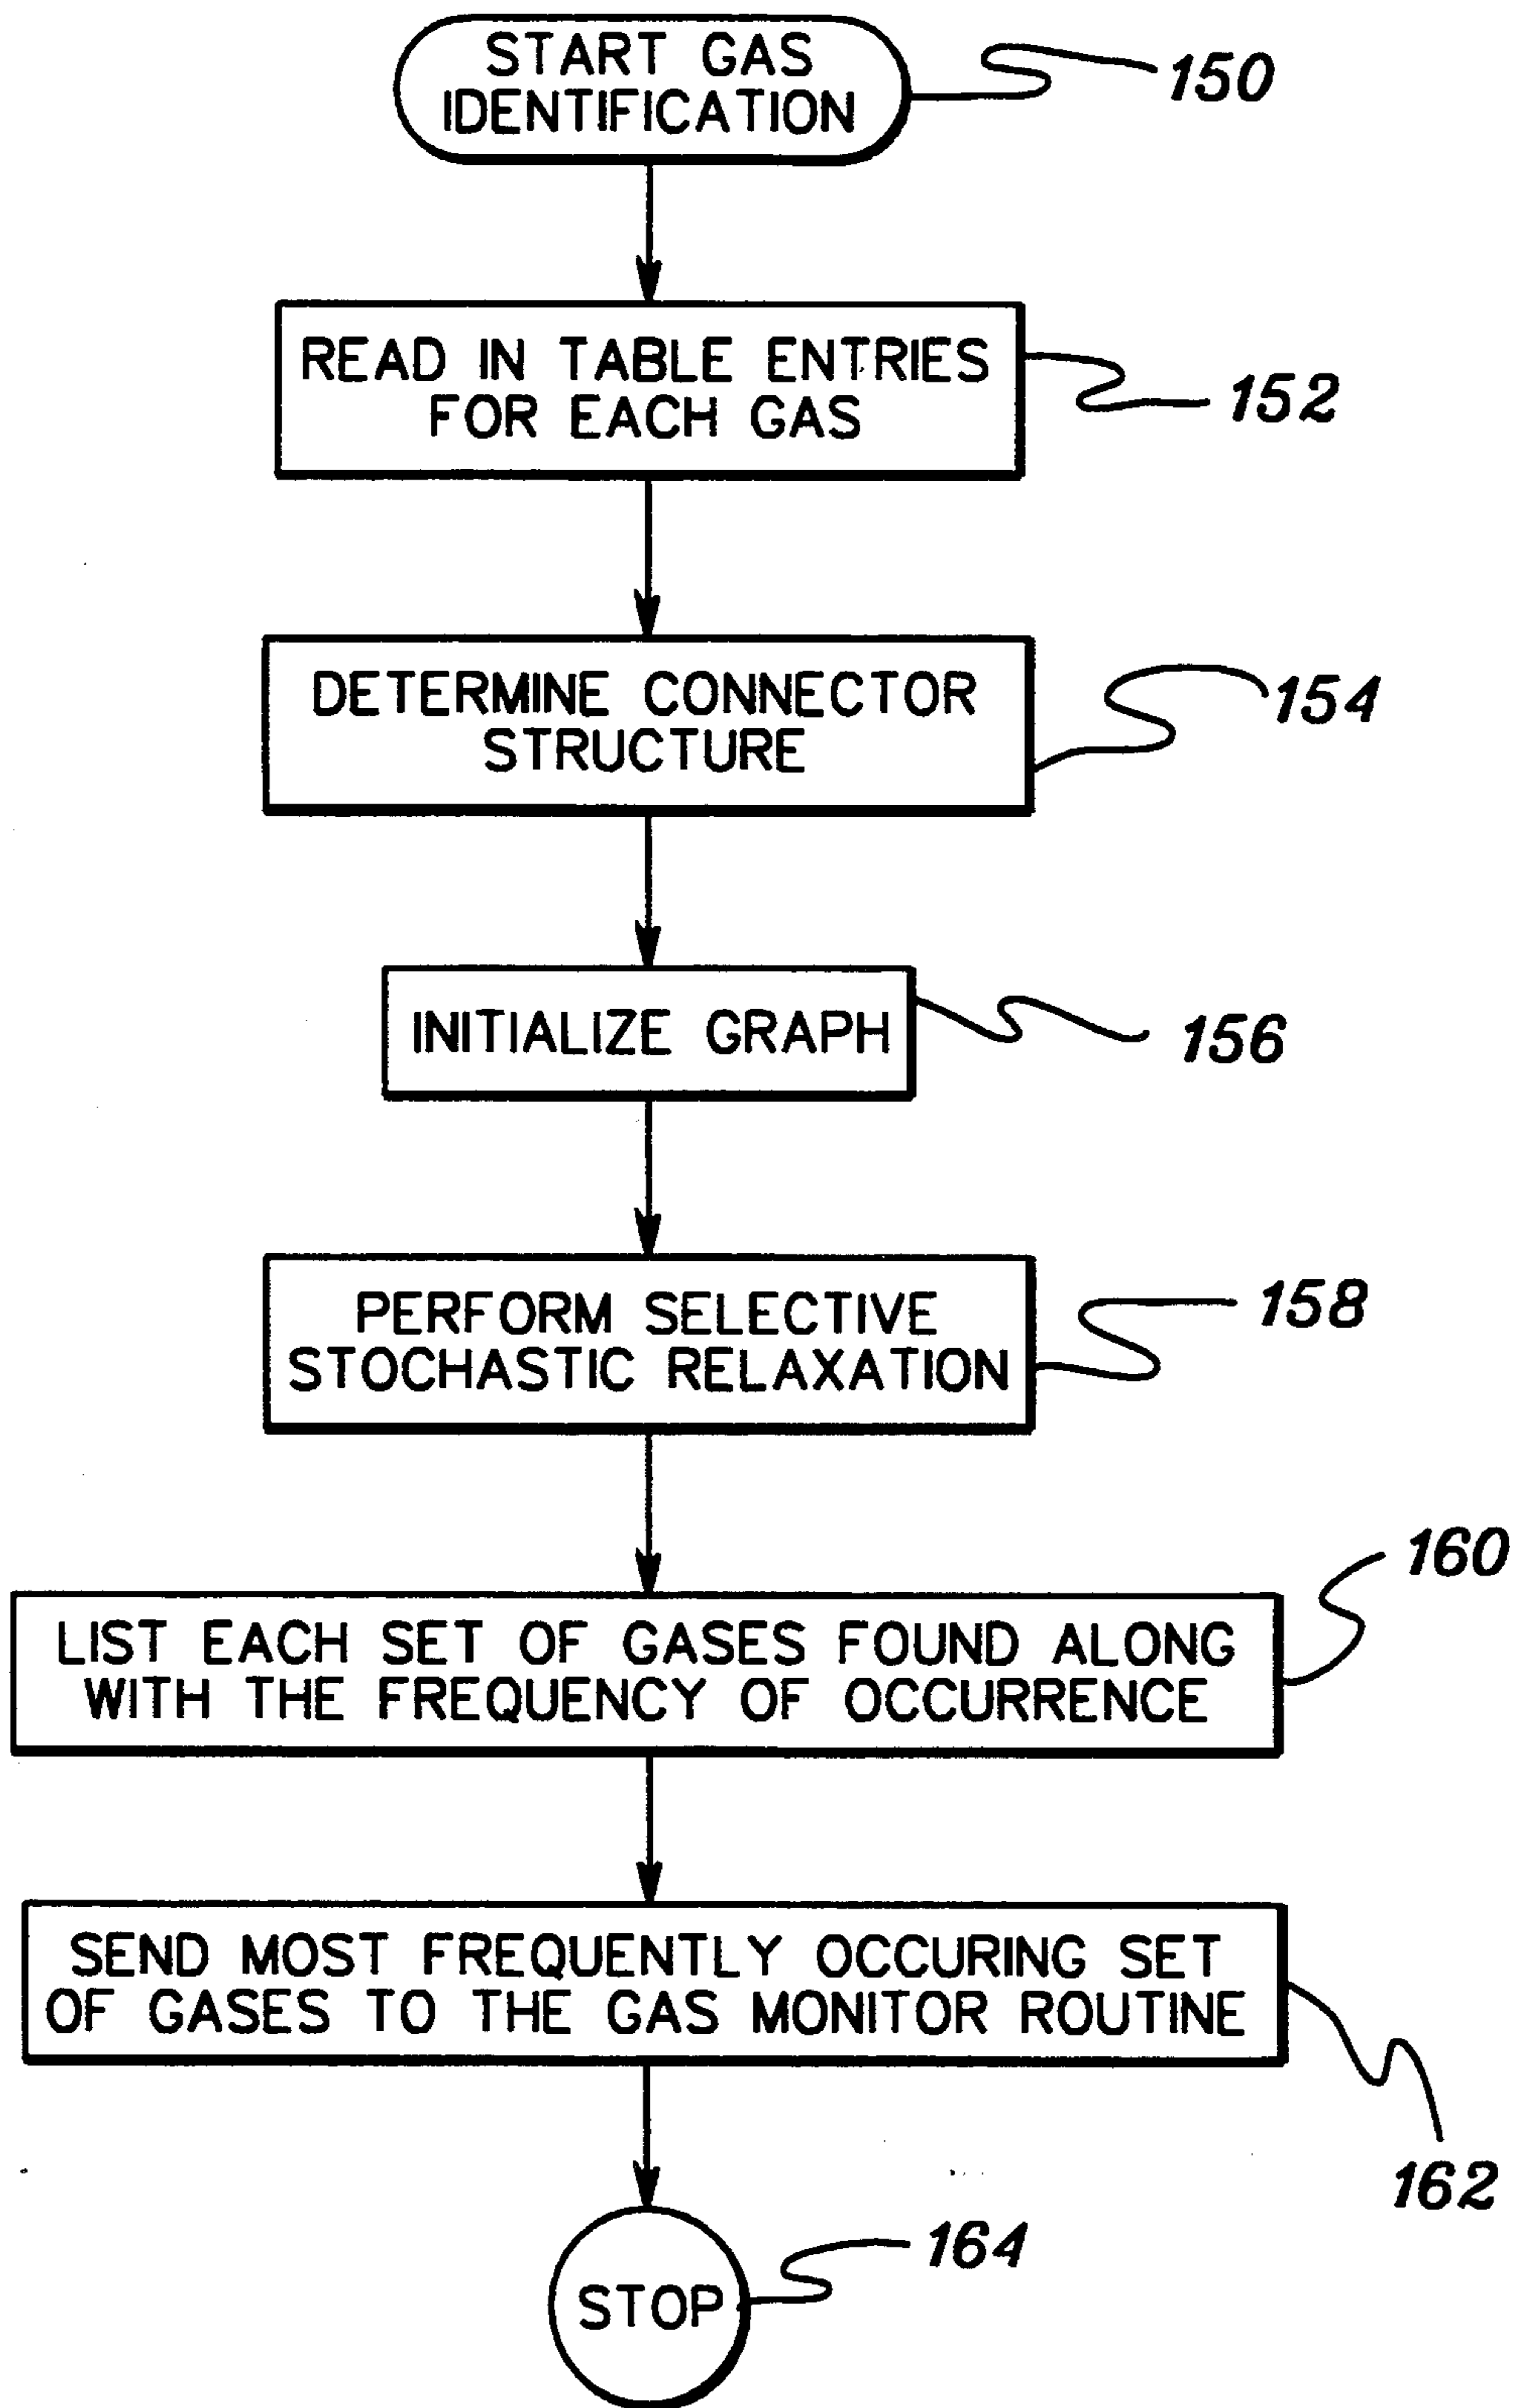 START GAS
IDENTIFICATION
150
READ IN TABLE ENTRIES
FOR EACH GAS
152
DETERMINE CONNECTOR
STRUCTURE
154
INITIALIZE GRAPH
156
PERFORM SELECTIVE
STOCHASTIC RELAXATION
158
LIST EACH SET OF GASES FOUND ALONG
WITH THE FREQUENCY OF OCCURRENCE
160
SEND MOST FREQUENTLY OCCURING SET
OF GASES TO THE GAS MONITOR ROUTINE
162
STOP
164